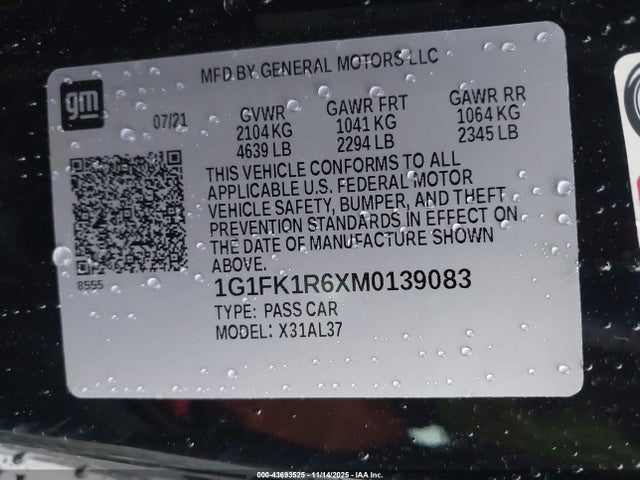 MFD BY GENERAL MOTORS LLC
gm
07/21
GVWR GAWR FRT GAWR RR
2104 KG 1041 KG 1064 KG
4639 LB 2294 LB 2345 LB
THIS VEHICLE CONFORMS TO ALL
APPLICABLE U.S. FEDERAL MOTOR
VEHICLE SAFETY, BUMPER, AND THEFT
PREVENTION STANDARDS IN EFFECT ON
THE DATE OF MANUFACTURE SHOWN
ABOVE.
8555
1G1FK1R6XM0139083
TYPE: PASS CAR
MODEL: X31AL37
00-43693525 - 11/14/2025 - IAA Inc.